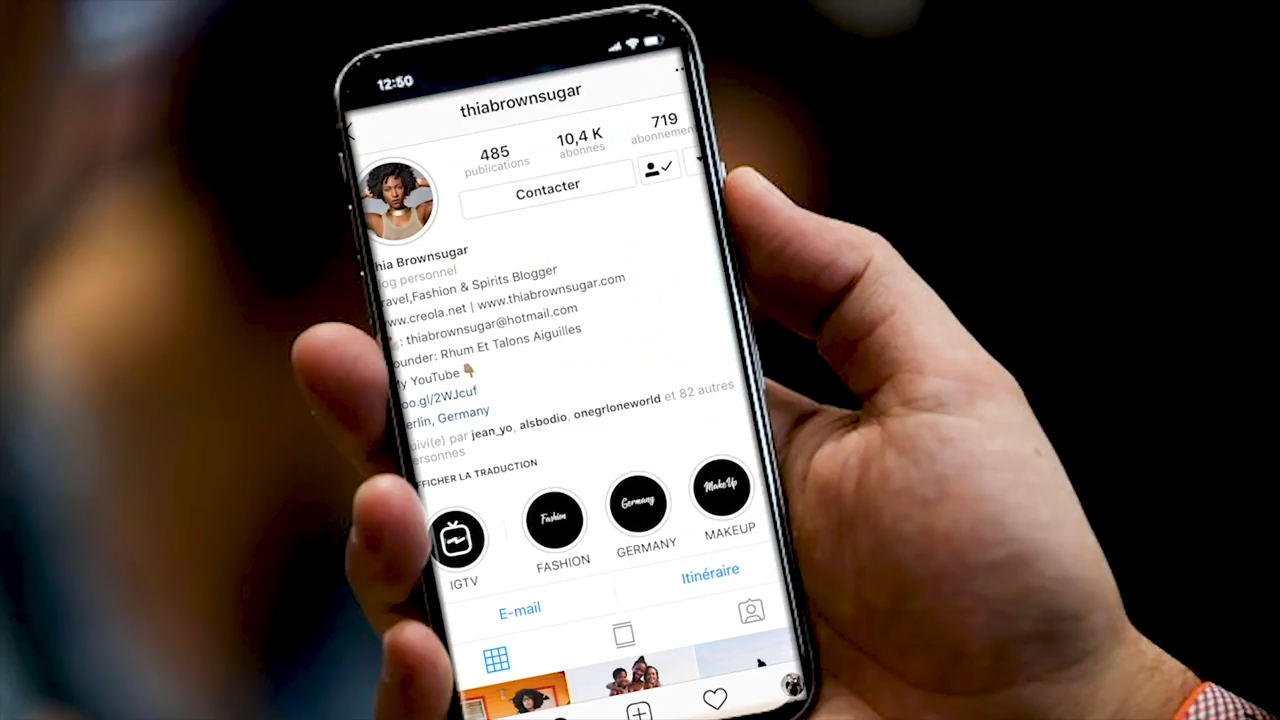 12:50
thiabrownsugar
485 10,4 K 719
publications abonnés abonnemen
Contacter
hia Brownsugar
og personnel
ravel,Fashion & Spirits Blogger
ww.creola.net | www.thiabrownsugar.com
: thiabrownsugar@hotmail.com
ounder: Rhum Et Talons Aiguilles
y YouTube
oo.gl/2WJcuf
erlin, Germany
uivi(e) par jean_yo, alsbodio, onegrloneworld et 82 autres
ersonnes
FFICHER LA TRADUCTION
Fashion Germany MakeUp
IGTV FASHION GERMANY MAKEUP
E-mail Itinéraire